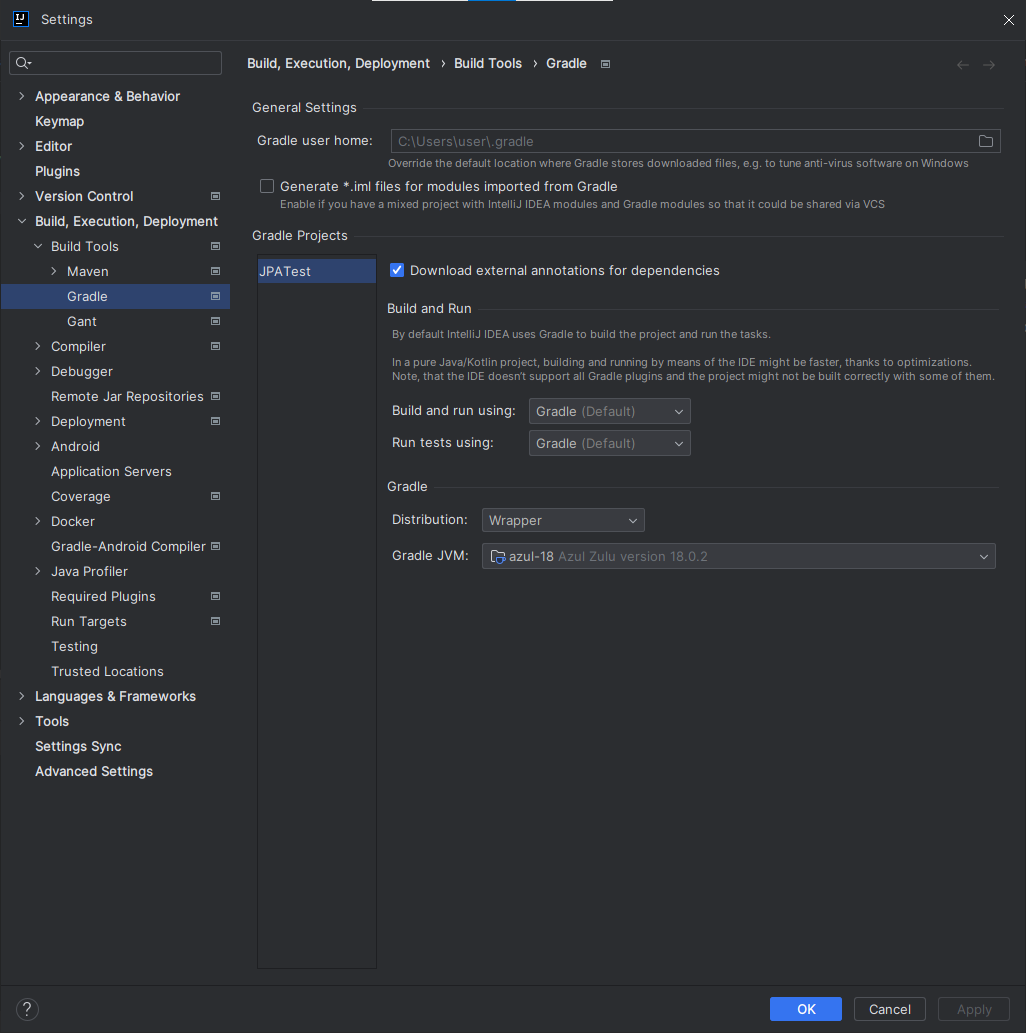 Settings
Build, Execution, Deployment › Build Tools › Gradle
Appearance & Behavior
Keymap
Editor
Plugins
Version Control
Build, Execution, Deployment
Build Tools
Maven
Gradle
Gant
Compiler
Debugger
Remote Jar Repositories
Deployment
Android
Application Servers
Coverage
Docker
Gradle-Android Compiler
Java Profiler
Required Plugins
Run Targets
Testing
Trusted Locations
Languages & Frameworks
Tools
Settings Sync
Advanced Settings
General Settings
Gradle user home: C:\Users\user\.gradle
Override the default location where Gradle stores downloaded files, e.g. to tune anti-virus software on Windows
Generate *.iml files for modules imported from Gradle
Enable if you have a mixed project with IntelliJ IDEA modules and Gradle modules so that it could be shared via VCS
Gradle Projects
JPATest
Download external annotations for dependencies
Build and Run
By default IntelliJ IDEA uses Gradle to build the project and run the tasks.
In a pure Java/Kotlin project, building and running by means of the IDE might be faster, thanks to optimizations.
Note, that the IDE doesn't support all Gradle plugins and the project might not be built correctly with some of them.
Build and run using: Gradle (Default)
Run tests using: Gradle (Default)
Gradle
Distribution: Wrapper
Gradle JVM: azul-18 Azul Zulu version 18.0.2
? OK Cancel Apply